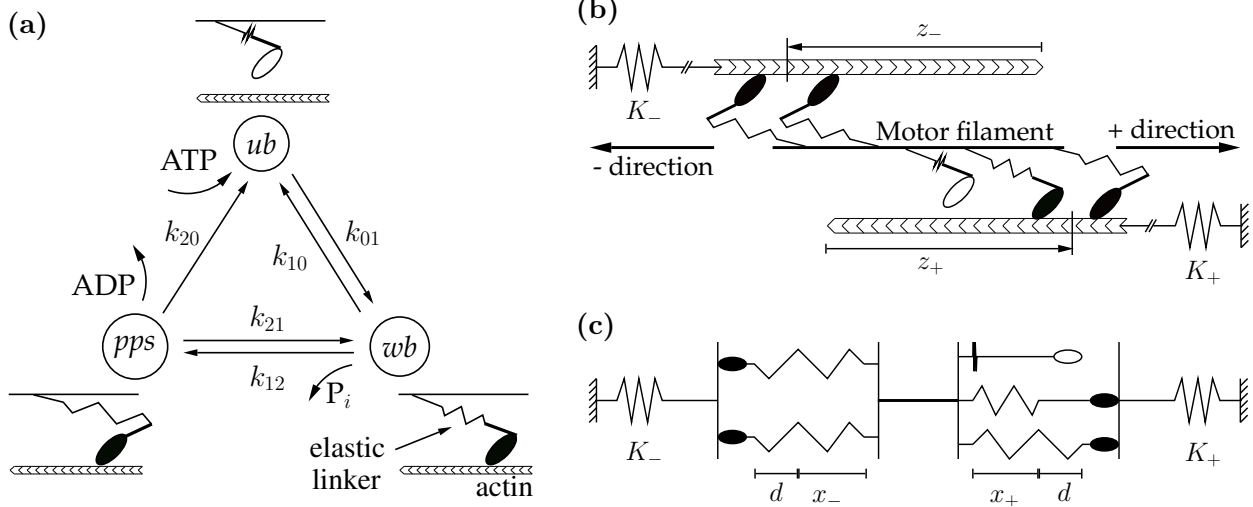 (a)
ub
ATP
k20
k01
k10
ADP
pps
k21
k12
wb
Pi
elastic
linker
actin
(b)
z−
K−
Motor filament
+ direction
- direction
z+
K+
(c)
K−
K+
d
x−
x+
d